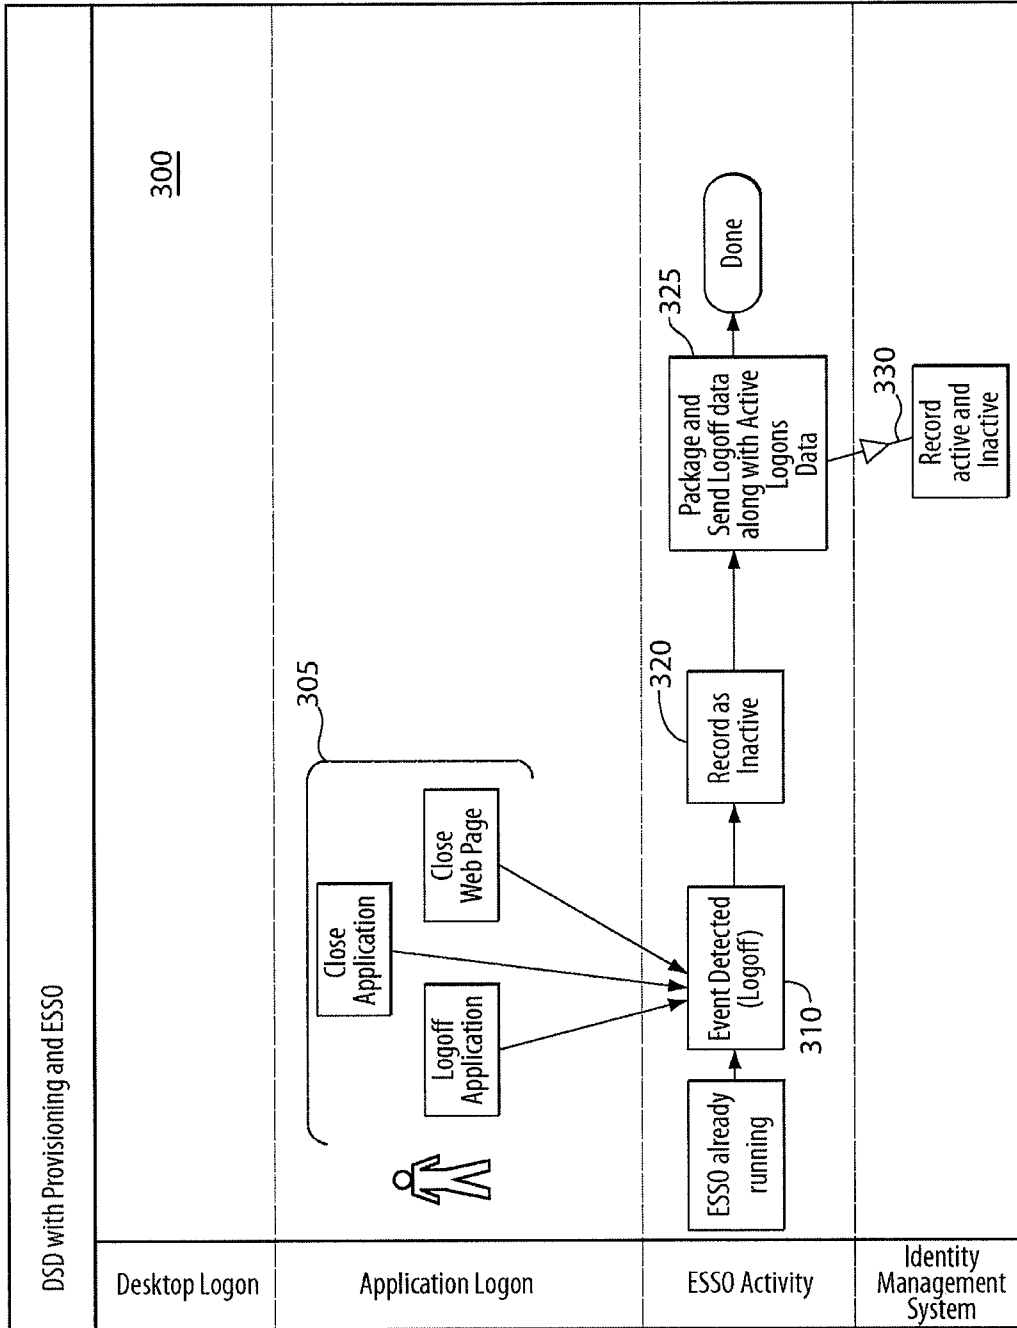 DSD with Provisioning and ESSO
Desktop Logon
300
Application Logon
305
Close
Application
Logoff
Application
Close
Web Page
ESSO Activity
ESSO already
running
Event Detected
(Logoff)
310
Record as
Inactive
320
Package and
Send Logoff data
along with Active
Logons
Data
325
Done
Identity
Management
System
Record
active and
Inactive
330